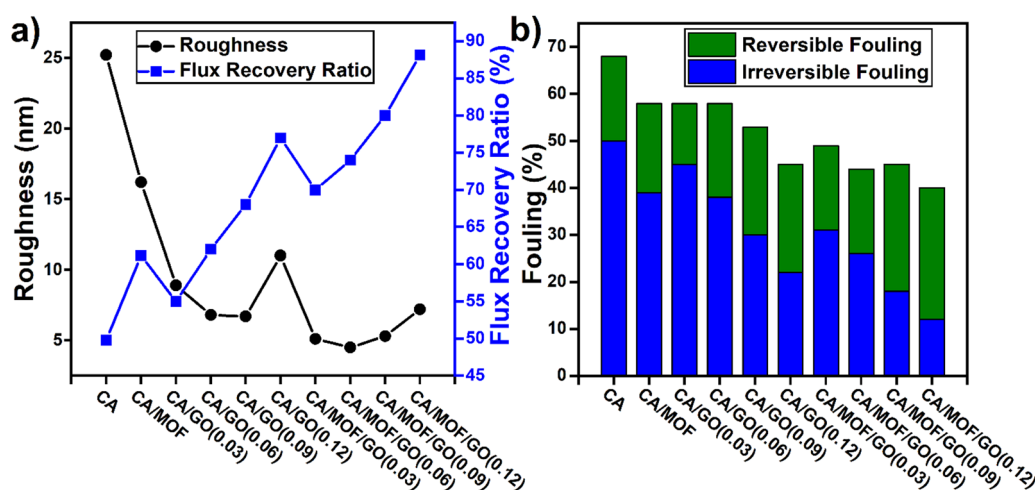 a)
Roughness
Flux Recovery Ratio
Roughness (nm)
25
20
15
10
5
Flux Recovery Ratio (%)
90
85
80
75
70
65
60
55
50
45
CA
CA/MOF
CA/GO(0.03)
CA/GO(0.06)
CA/GO(0.09)
CA/GO(0.12)
CA/MOF/GO(0.03)
CA/MOF/GO(0.06)
CA/MOF/GO(0.09)
CA/MOF/GO(0.12)
b)
Reversible Fouling
Irreversible Fouling
Fouling (%)
70
60
50
40
30
20
10
0
CA
CA/MOF
CA/GO(0.03)
CA/GO(0.06)
CA/GO(0.09)
CA/GO(0.12)
CA/MOF/GO(0.03)
CA/MOF/GO(0.06)
CA/MOF/GO(0.09)
CA/MOF/GO(0.12)